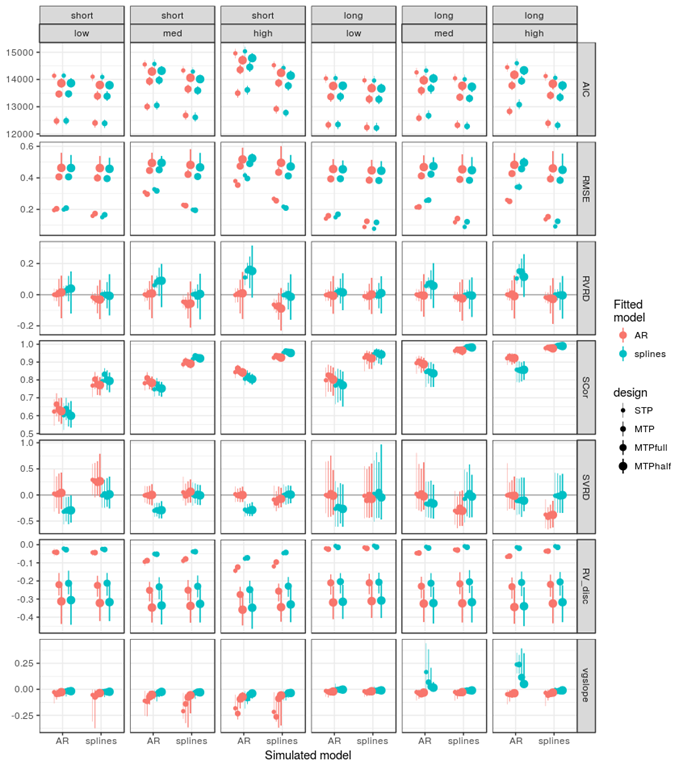 short short short long long long
low med high low med high
15000
14000
13000
12000
AIC
0.6
0.4
0.2
RMSE
0.2
0.0
-0.2
RVRD
1.0
0.9
0.8
0.7
0.6
0.5
SCor
1.0
0.5
0.0
-0.5
SVRD
0.0
-0.1
-0.2
-0.3
-0.4
RV_disc
0.25
0.00
-0.25
vgslope
AR splines AR splines AR splines AR splines AR splines AR splines
Simulated model
Fitted
model
AR
splines
design
STP
MTP
MTPfull
MTPhalf